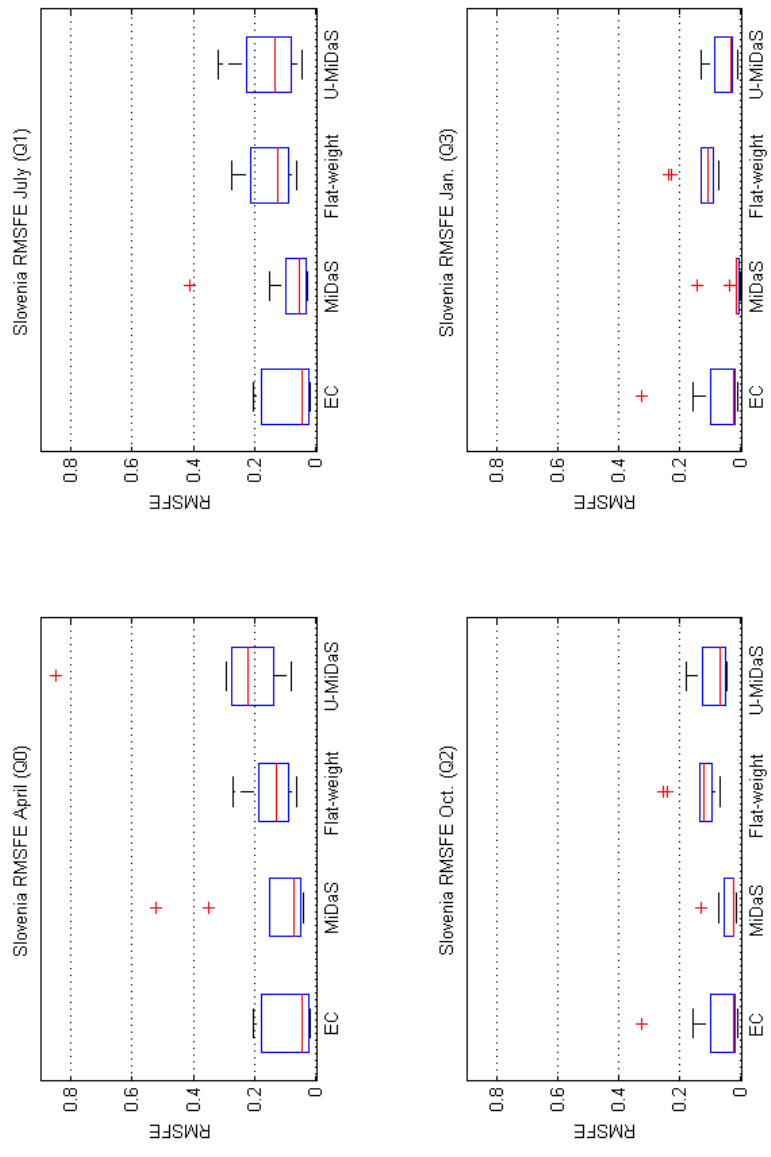 Slovenia RMSFE April (Q0)
RMSFE
0.8
0.6
0.4
0.2
0
EC MiDaS Flat-weight U-MiDaS
Slovenia RMSFE July (Q1)
RMSFE
0.8
0.6
0.4
0.2
0
EC MiDaS Flat-weight U-MiDaS
Slovenia RMSFE Oct. (Q2)
RMSFE
0.8
0.6
0.4
0.2
0
EC MiDaS Flat-weight U-MiDaS
Slovenia RMSFE Jan. (Q3)
RMSFE
0.8
0.6
0.4
0.2
0
EC MiDaS Flat-weight U-MiDaS